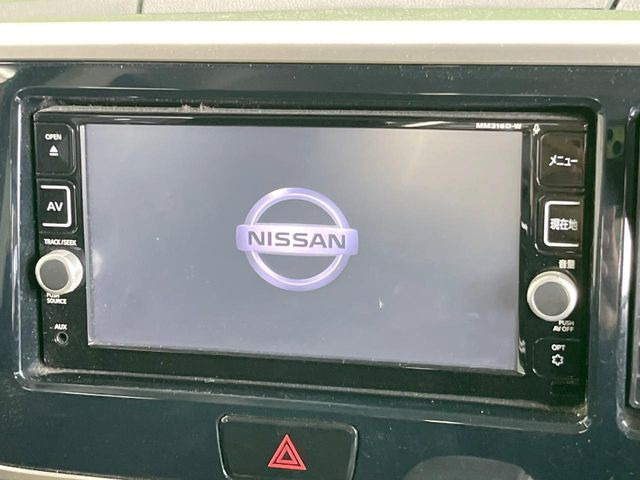 MM316D-W
OPEN
メニュー
AV
現在地
NISSAN
TRACK/SEEK
音量
PUSH
SOURCE
PUSH
AV OFF
AUX
OPT